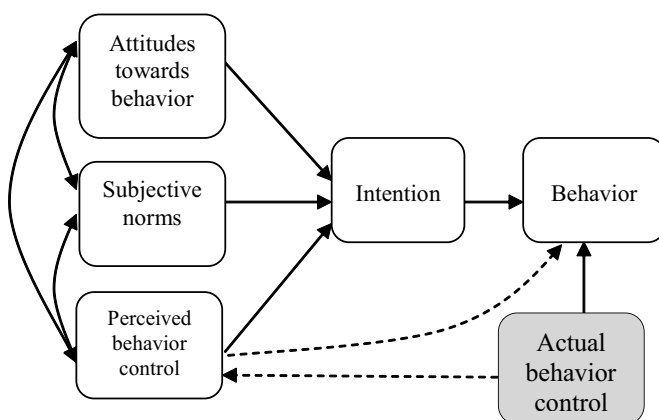 Attitudes
towards
behavior
Subjective
norms
Intention
Behavior
Perceived
behavior
control
Actual
behavior
control